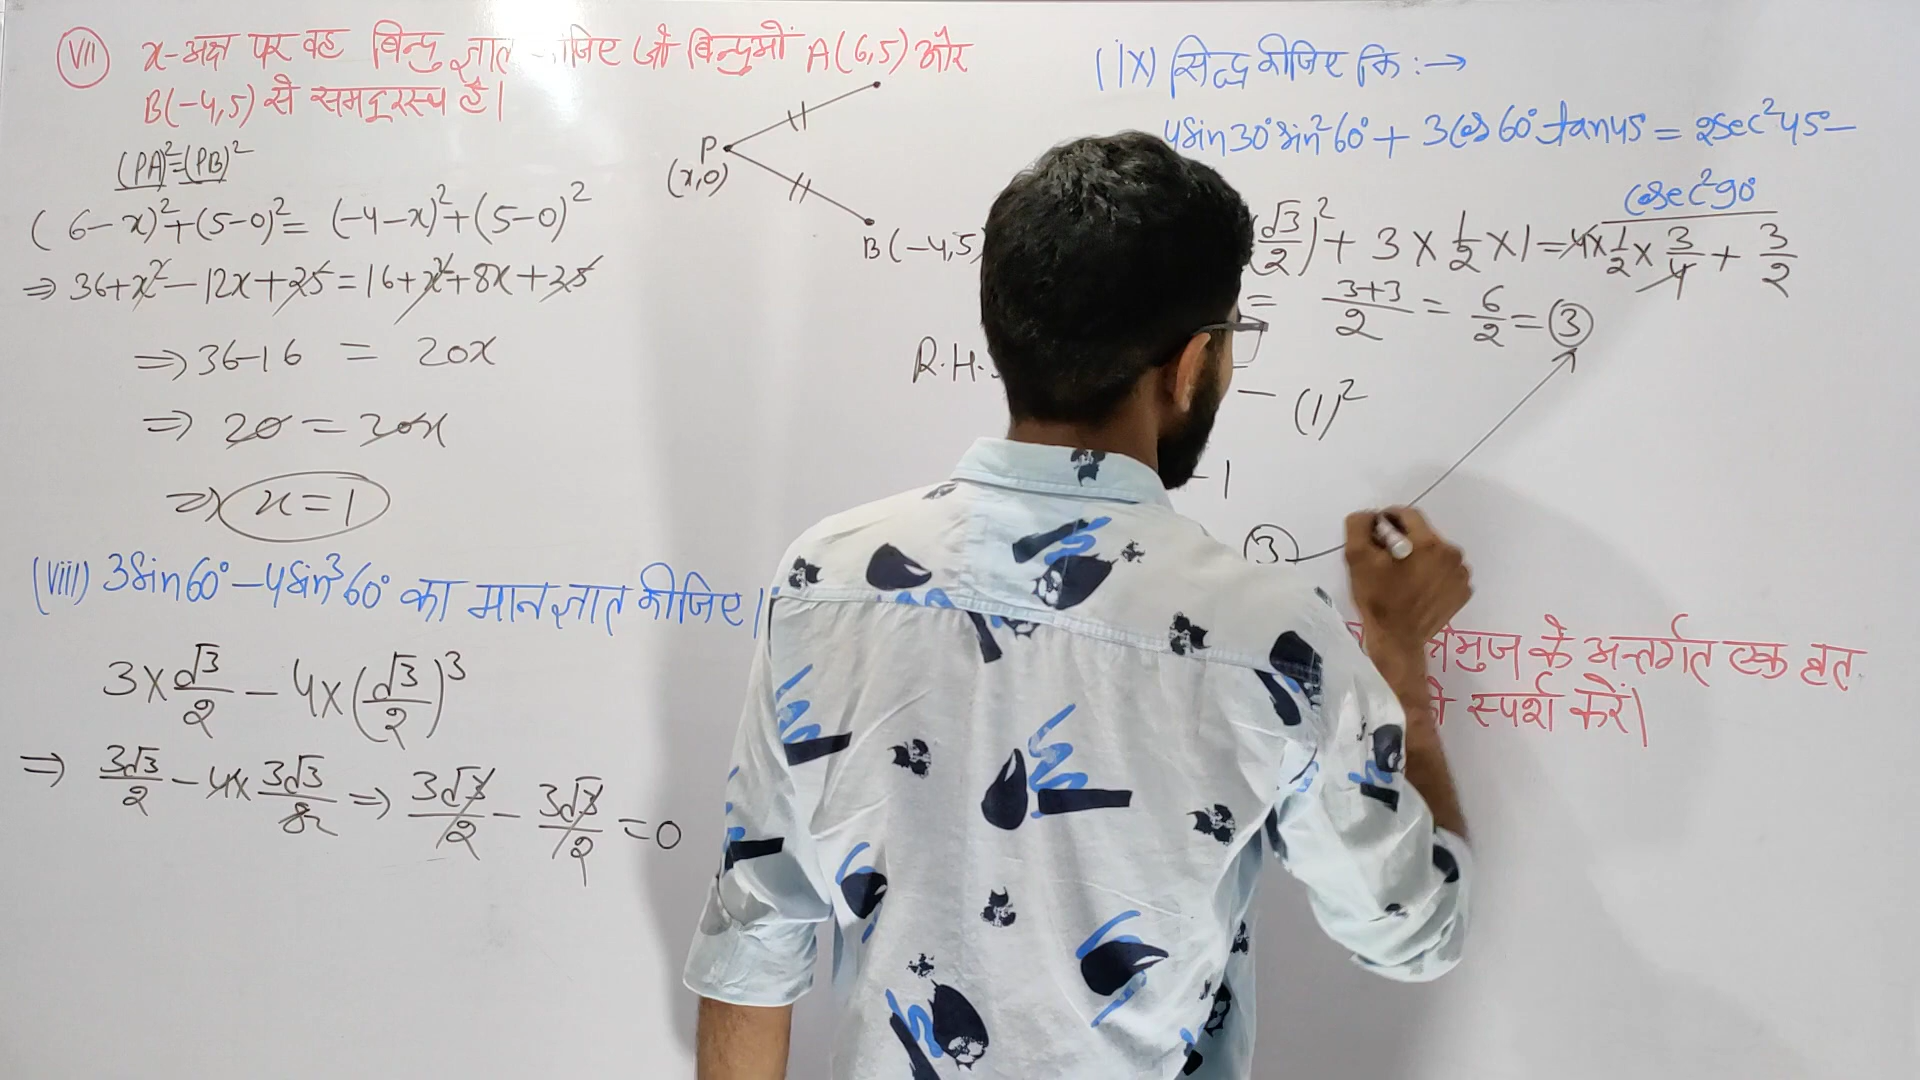 (VII) x-अक्ष पर वह बिन्दु ज्ञात जिए जो बिन्दुओं A(6,5) और
B(-4,5) से समदूरस्थ है।
(PA)²=(PB)²
(6-x)²+(5-0)²= (-4-x)²+(5-0)²
⇒ 36+x²-12x+25=16+x²+8x+25
⇒ 36-16 = 20x
⇒ 20 = 20x
⇒ x=1
P
(x,0)
B(-4,5)
(VIII) 3sin60°-4sin³60° का मान ज्ञात कीजिए।
3×√3/2 - 4×(√3/2)³
⇒ 3√3/2 - 4×3√3/8 ⇒ 3√3/2 - 3√3/2 =0
(IX) सिद्ध कीजिए कि :→
4sin30°sin²60°+3cos60°tan45°=2sec²45°-
cosec²90°
(√3/2)²+3×1/2×1=4×1/2×3/4+3/2
= 3+3/2 = 6/2 = 3
R.H.
- (1)²
- 1
3
के अन्तर्गत एक वृत
स्पर्श करें।